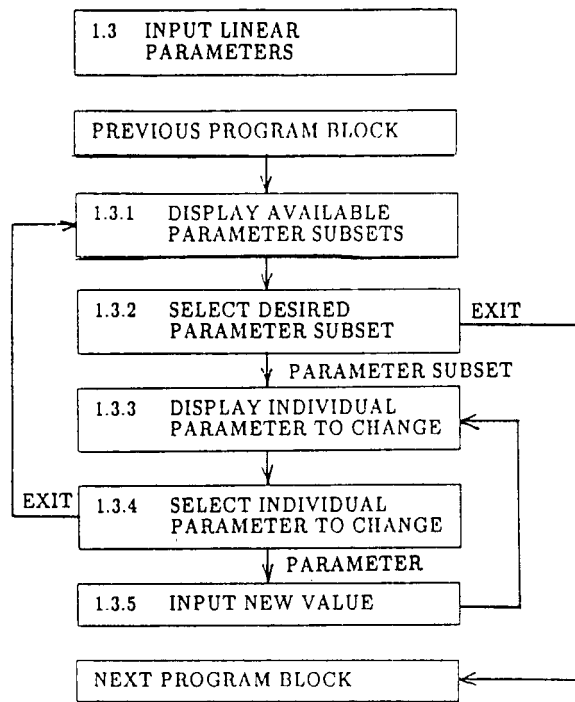 1.3 INPUT LINEAR
PARAMETERS
PREVIOUS PROGRAM BLOCK
1.3.1 DISPLAY AVAILABLE
PARAMETER SUBSETS
1.3.2 SELECT DESIRED
PARAMETER SUBSET
EXIT
PARAMETER SUBSET
1.3.3 DISPLAY INDIVIDUAL
PARAMETER TO CHANGE
EXIT
1.3.4 SELECT INDIVIDUAL
PARAMETER TO CHANGE
PARAMETER
1.3.5 INPUT NEW VALUE
NEXT PROGRAM BLOCK